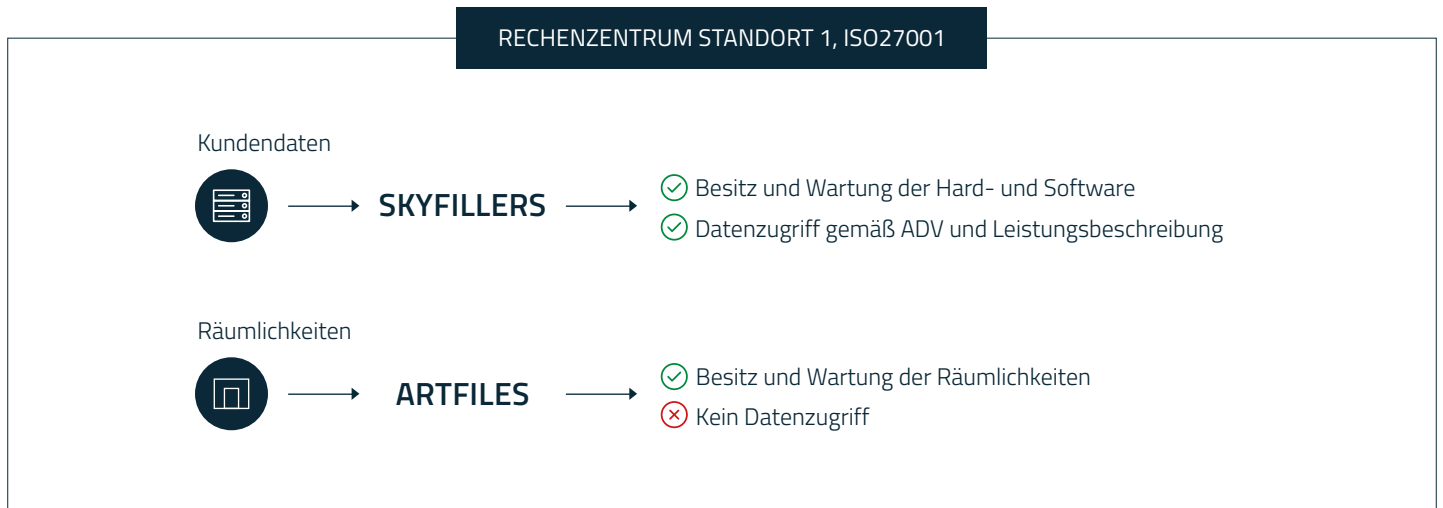 RECHENZENTRUM STANDORT 1, ISO27001
Kundendaten
SKYFILLERS
Besitz und Wartung der Hard- und Software
Datenzugriff gemäß ADV und Leistungsbeschreibung
Räumlichkeiten
ARTFILES
Besitz und Wartung der Räumlichkeiten
Kein Datenzugriff